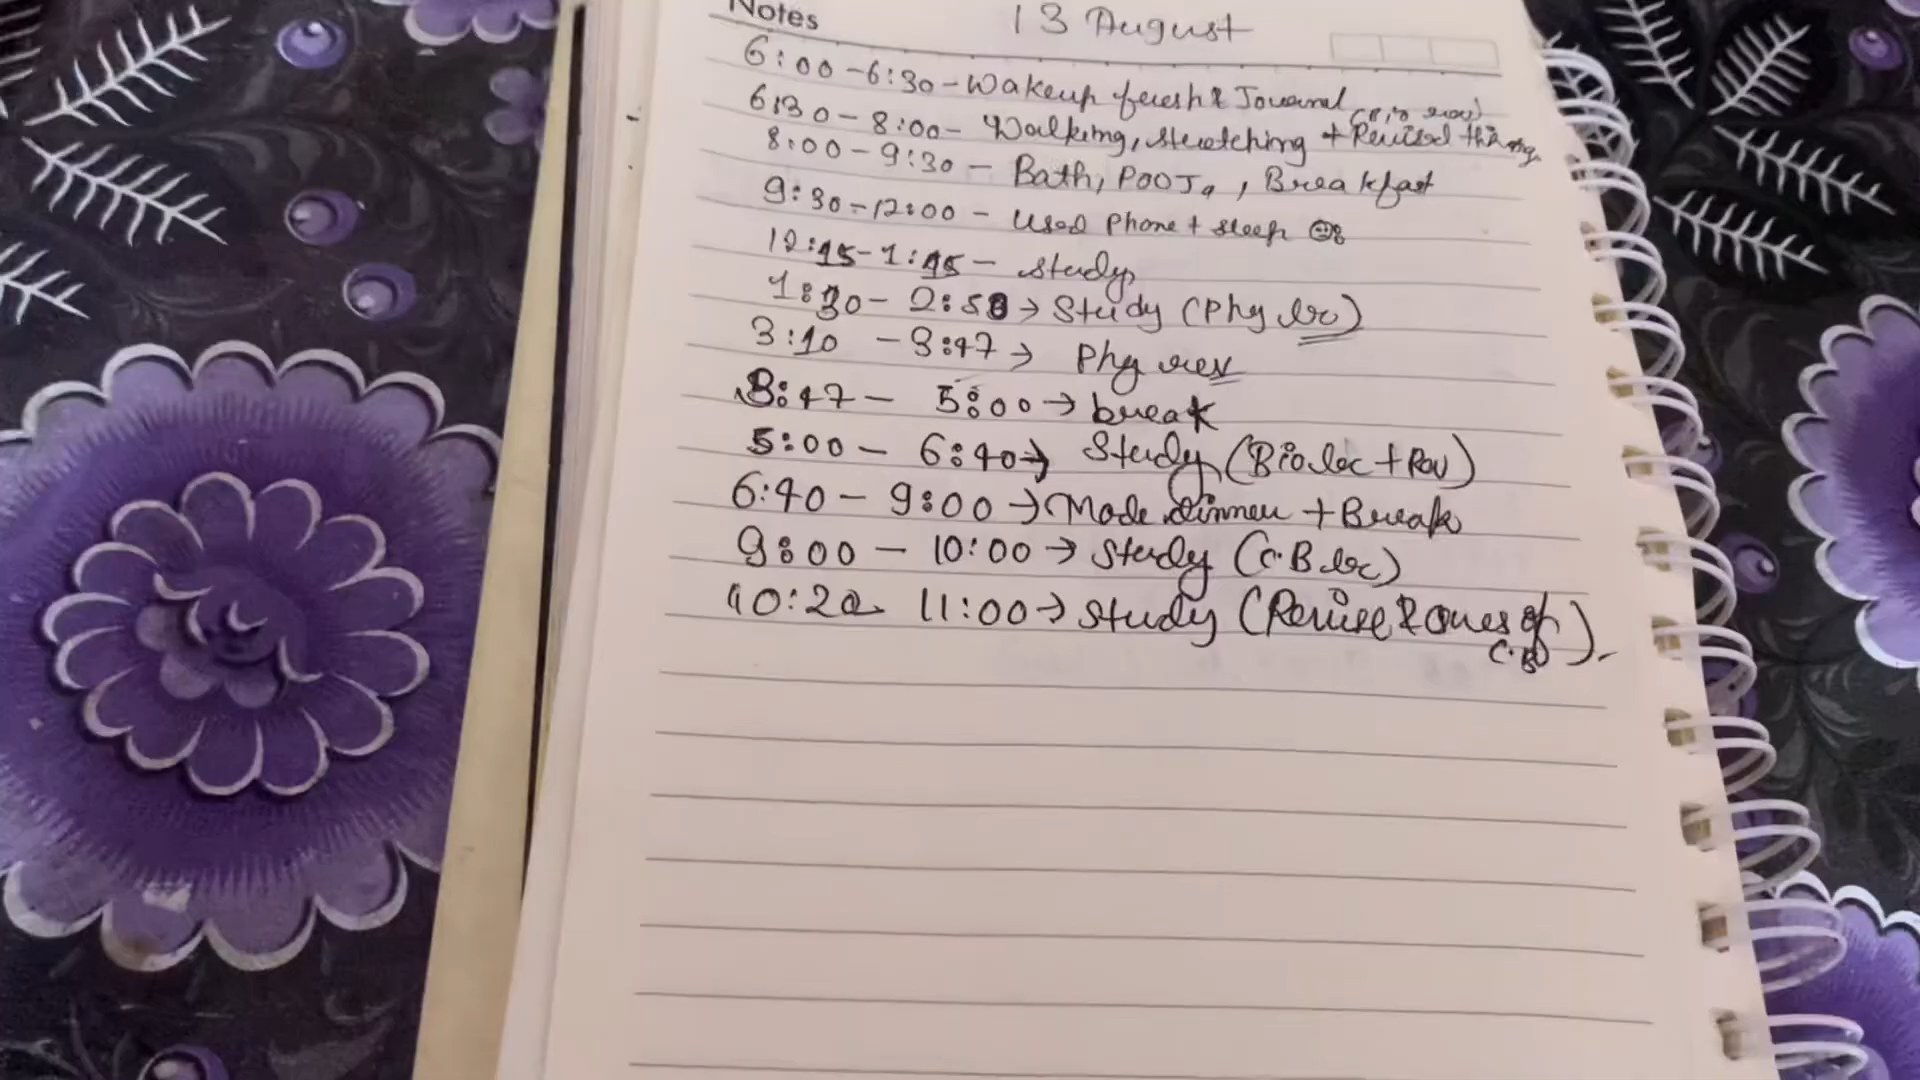 Notes
13 August
6:00-6:30-Wakeup fresh & Journal
6:30-8:00- Walking, stretching + Revised things (Bio rev)
8:00-9:30 - Bath, POOJa, Breakfast
9:30-12:00 - Used Phone + sleep
12:15-1:15 - study
1:30- 2:50 → Study (Phy lec)
3:10 -3:47 → Phy rev
3:47 - 5:00 → break
5:00 - 6:40 → Study (Bio lec + Rev)
6:40 - 9:00 → Made dinner + Break
9:00 - 10:00 → Study (C.B lec)
10:20 11:00 → Study (Revise & Ques of C.B).